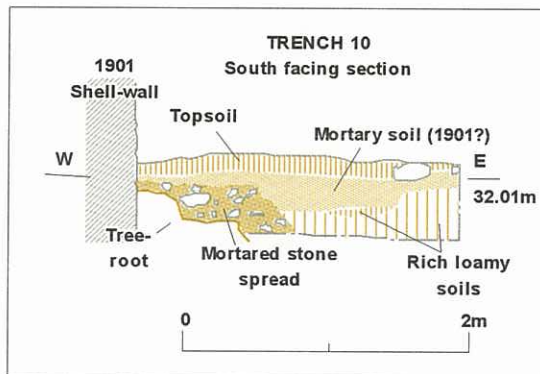 TRENCH 10
South facing section
1901
Shell-wall
Topsoil
Mortary soil (1901?)
W
E
32.01m
Tree-
root
Mortared stone
spread
Rich loamy
soils
0
2m